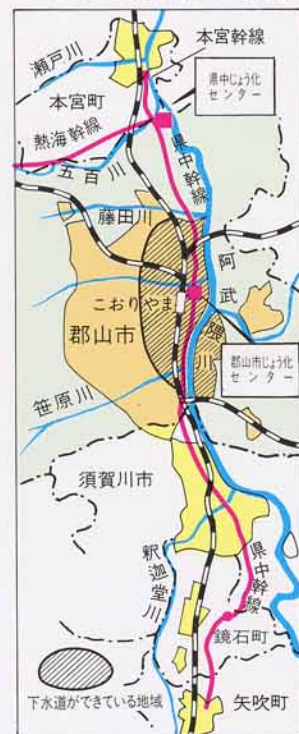 本宮幹線
瀬戸川
県中じょう化
センター
本宮町
熱海幹線
県中幹線
五百川
藤田川
阿武隈川
こおりやま
郡山市
郡山市じょう化
センター
笹原川
須賀川市
釈迦堂川
県中幹線
鏡石町
下水道ができている地域
矢吹町